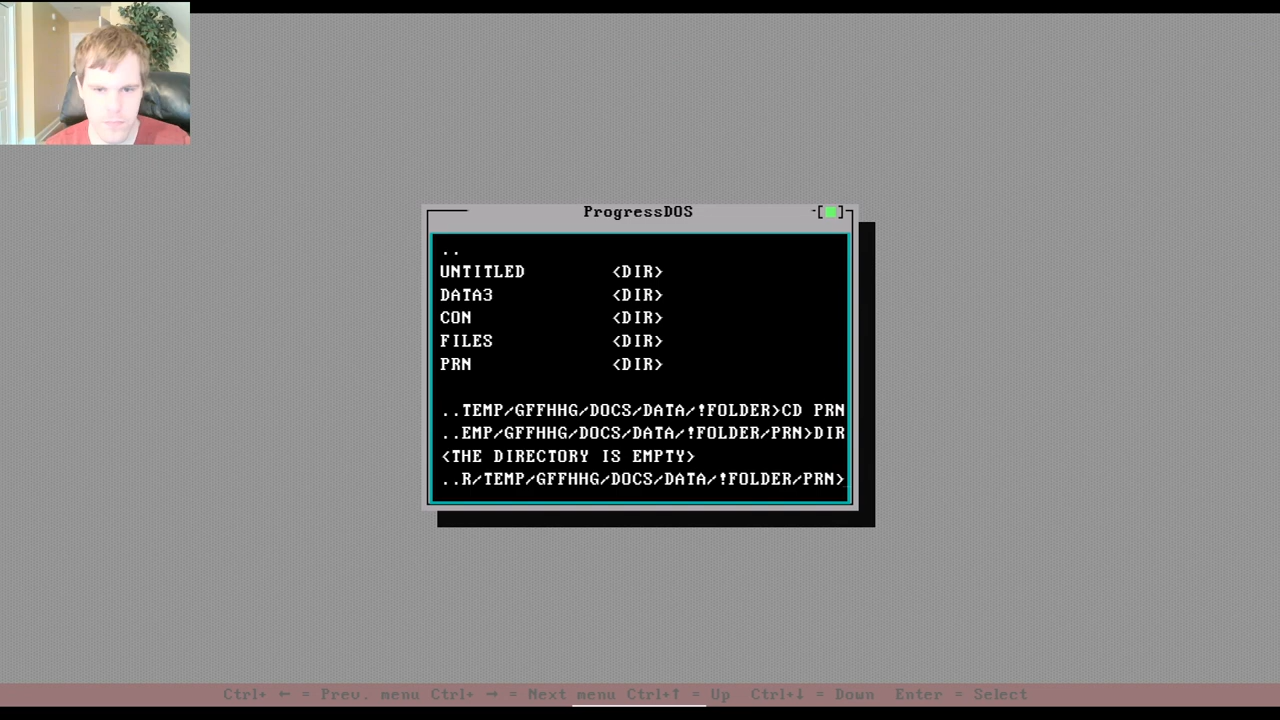 ProgressDOS
-[■]
..
UNTITLED <DIR>
DATA3 <DIR>
CON <DIR>
FILES <DIR>
PRN <DIR>
..TEMP/GFFHHG/DOCS/DATA/!FOLDER>CD PRN
..EMP/GFFHHG/DOCS/DATA/!FOLDER/PRN>DIR
<THE DIRECTORY IS EMPTY>
..R/TEMP/GFFHHG/DOCS/DATA/!FOLDER/PRN>_
Ctrl+ ← = Prev. menu Ctrl+ → = Next menu Ctrl+↑ = Up Ctrl+↓ = Down Enter = Select